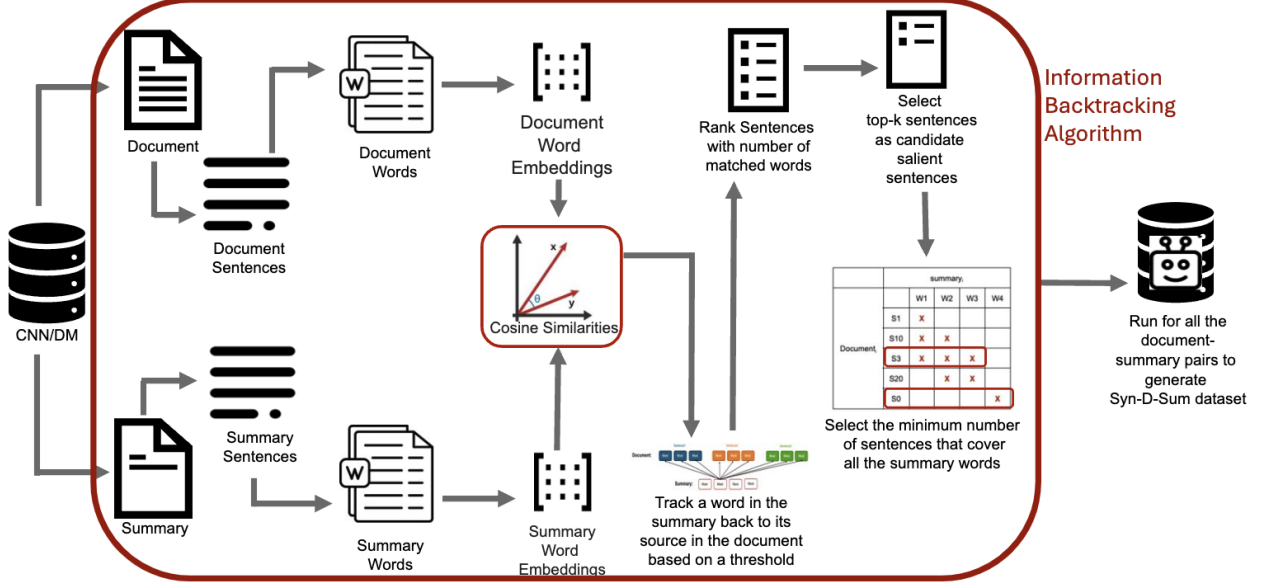 Information
Backtracking
Algorithm
CNN/DM
Document
Document
Sentences
W
Document
Words
Document
Word
Embeddings
x
θ
y
Cosine Similarities
Summary
Summary
Sentences
W
Summary
Words
Summary
Word
Embeddings
Document:
Summary:
Track a word in the
summary back to its
source in the document
based on a threshold
Rank Sentences
with number of
matched words
Select
top-k sentences
as candidate
salient
sentences
summary,
W1 W2 W3 W4
S1 X
S10 X X
Document,
S3 X X X
S20 X X
S0 X
Select the minimum number
of sentences that cover
all the summary words
Run for all the
document-
summary pairs to
generate
Syn-D-Sum dataset